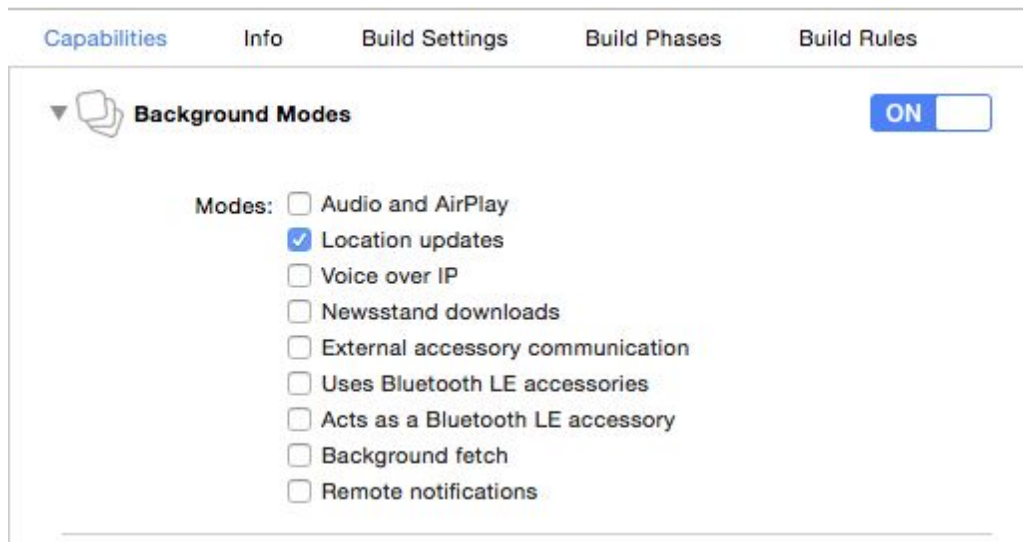 Capabilities Info Build Settings Build Phases Build Rules
Background Modes ON
Modes: Audio and AirPlay
Location updates
Voice over IP
Newsstand downloads
External accessory communication
Uses Bluetooth LE accessories
Acts as a Bluetooth LE accessory
Background fetch
Remote notifications